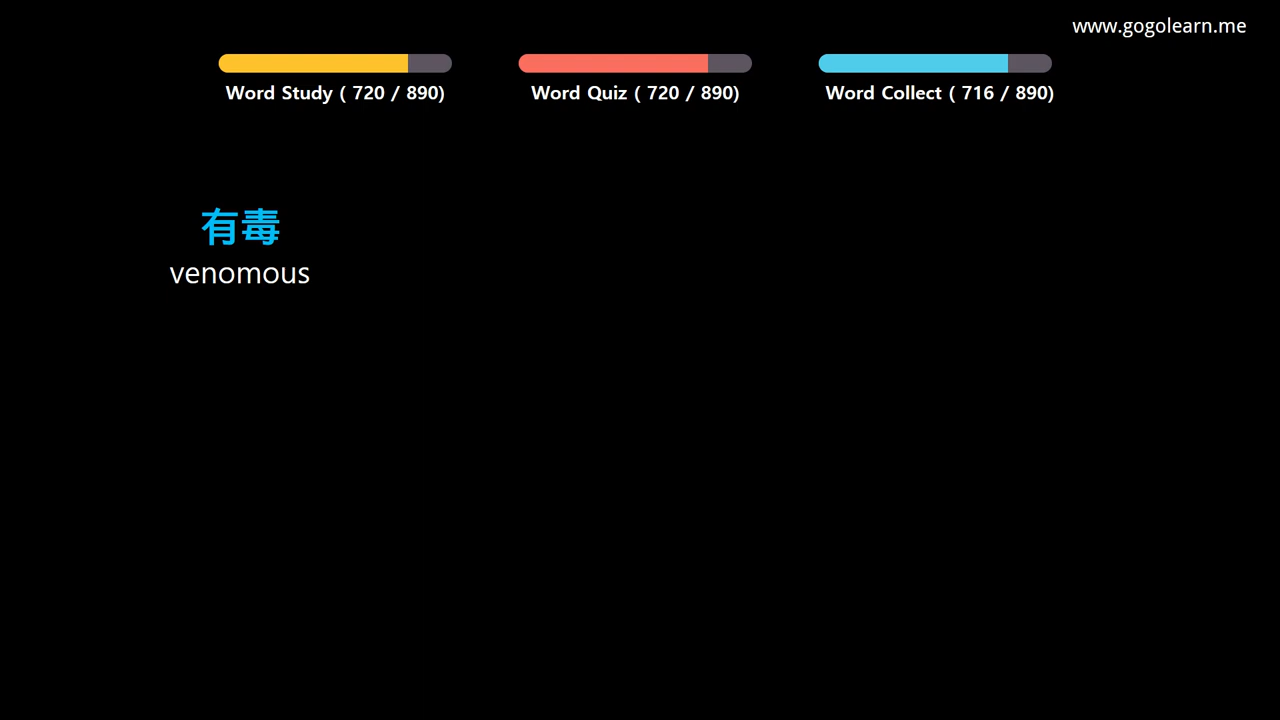 www.gogolearn.me
Word Study ( 720 / 890)
Word Quiz ( 720 / 890)
Word Collect ( 716 / 890)
有毒
venomous